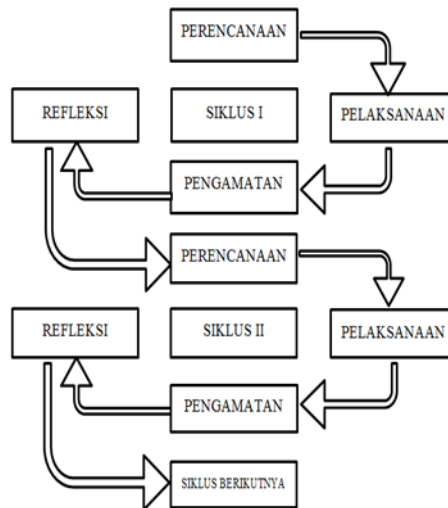 PERENCANAAN
REFLEKSI
SIKLUS I
PELAKSANAAN
PENGAMATAN
PERENCANAAN
REFLEKSI
SIKLUS II
PELAKSANAAN
PENGAMATAN
SIKLUS BERIKUTNYA